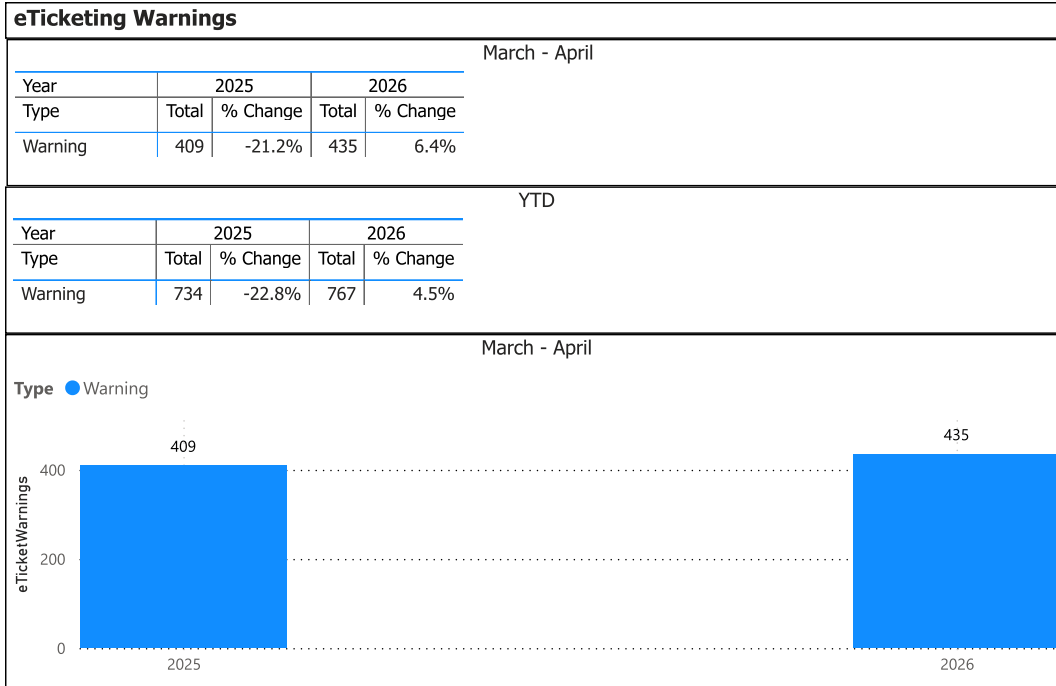 eTicketing Warnings
March - April
Year 2025 2026
Type Total % Change Total % Change
Warning 409 -21.2% 435 6.4%
YTD
Year 2025 2026
Type Total % Change Total % Change
Warning 734 -22.8% 767 4.5%
March - April
Type Warning
409
435
400
200
0
eTicketWarnings
2025 2026